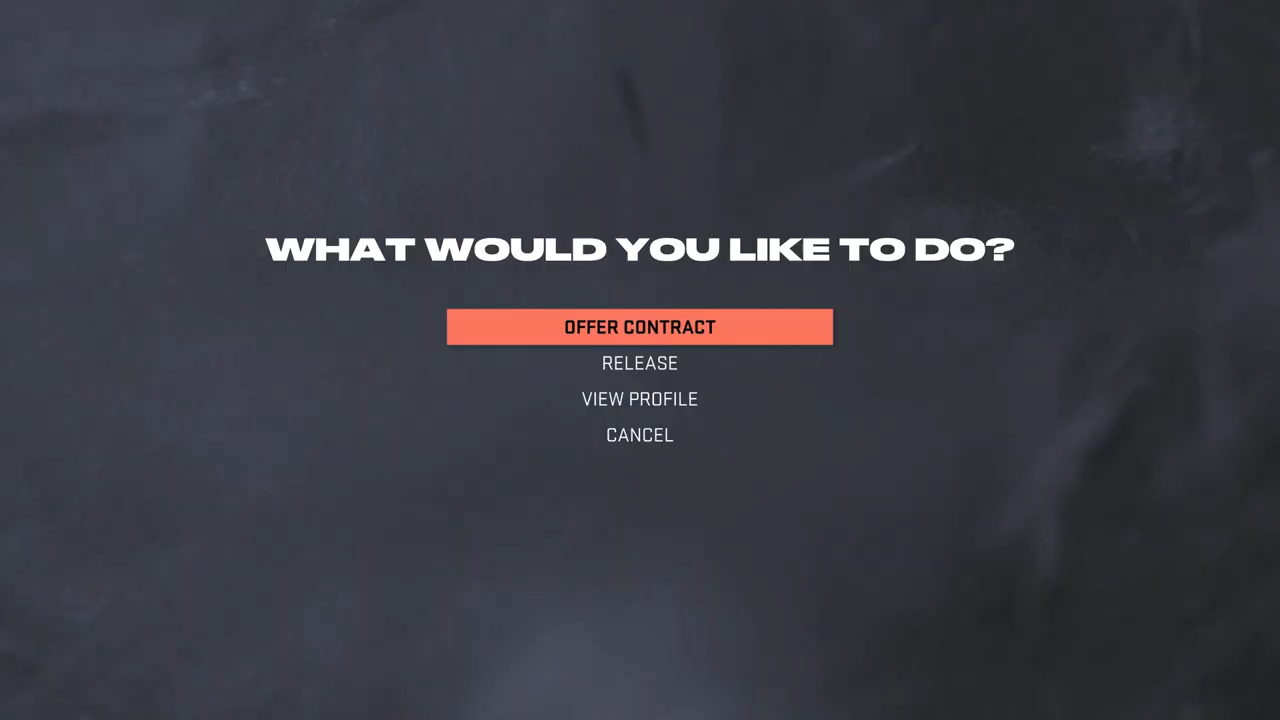 WHAT WOULD YOU LIKE TO DO?
OFFER CONTRACT
RELEASE
VIEW PROFILE
CANCEL